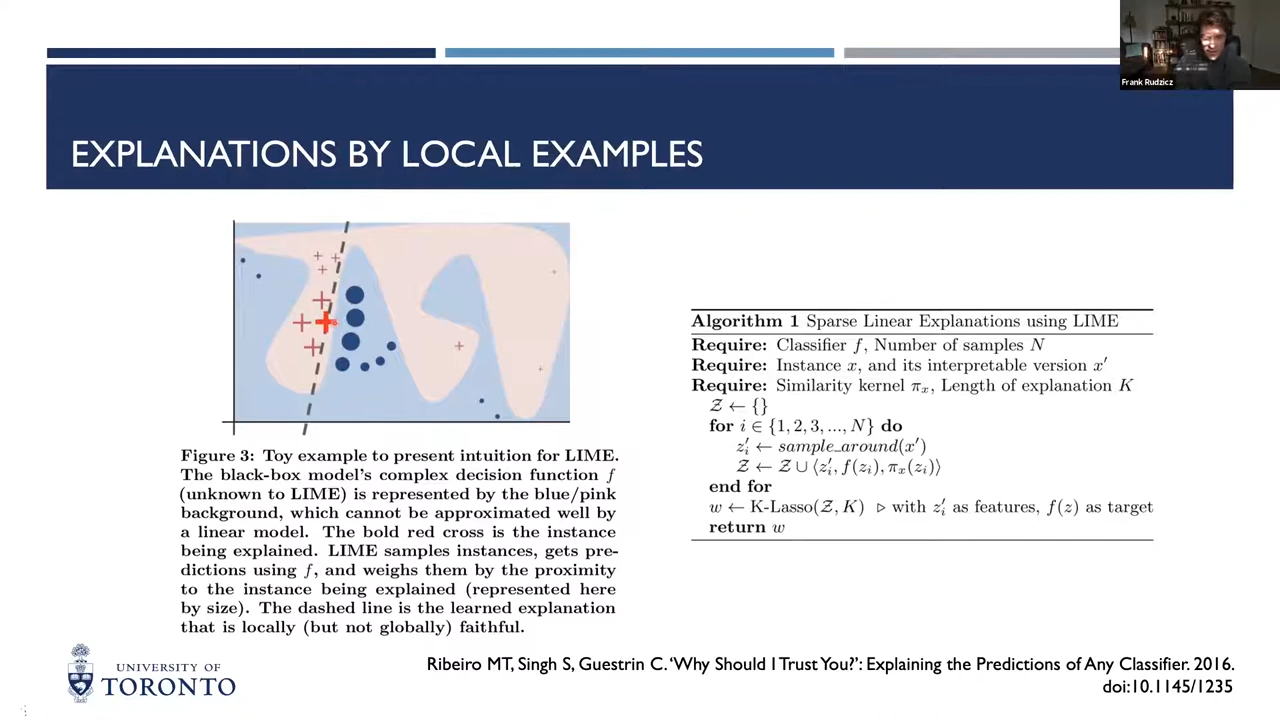 Frank Rudzicz
EXPLANATIONS BY LOCAL EXAMPLES
Figure 3: Toy example to present intuition for LIME.
The black-box model's complex decision function f
(unknown to LIME) is represented by the blue/pink
background, which cannot be approximated well by
a linear model. The bold red cross is the instance
being explained. LIME samples instances, gets pre-
dictions using f, and weighs them by the proximity
to the instance being explained (represented here
by size). The dashed line is the learned explanation
that is locally (but not globally) faithful.
Algorithm 1 Sparse Linear Explanations using LIME
Require: Classifier f, Number of samples N
Require: Instance x, and its interpretable version x′
Require: Similarity kernel πₓ, Length of explanation K
𝒵 ← {}
for i ∈ {1, 2, 3, ..., N} do
z′ᵢ ← sample_around(x′)
𝒵 ← 𝒵 ∪ ⟨z′ᵢ, f(zᵢ), πₓ(zᵢ)⟩
end for
w ← K-Lasso(𝒵, K) ▷ with z′ᵢ as features, f(z) as target
return w
UNIVERSITY OF
TORONTO
Ribeiro MT, Singh S, Guestrin C. ‘Why Should I Trust You?’: Explaining the Predictions of Any Classifier. 2016.
doi:10.1145/1235